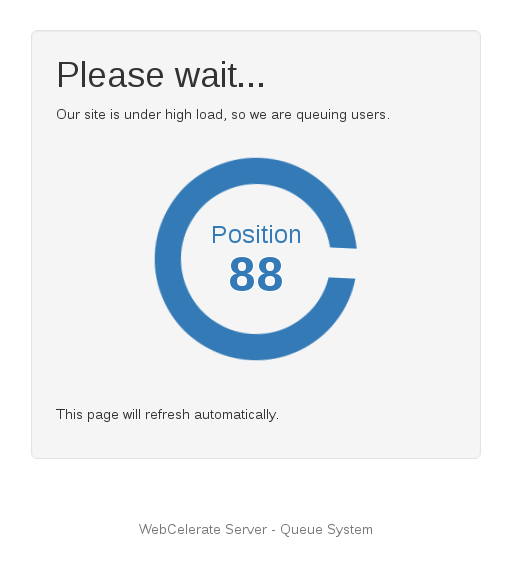 Please wait...
Our site is under high load, so we are queuing users.
Position
88
This page will refresh automatically.
WebCelerate Server - Queue System